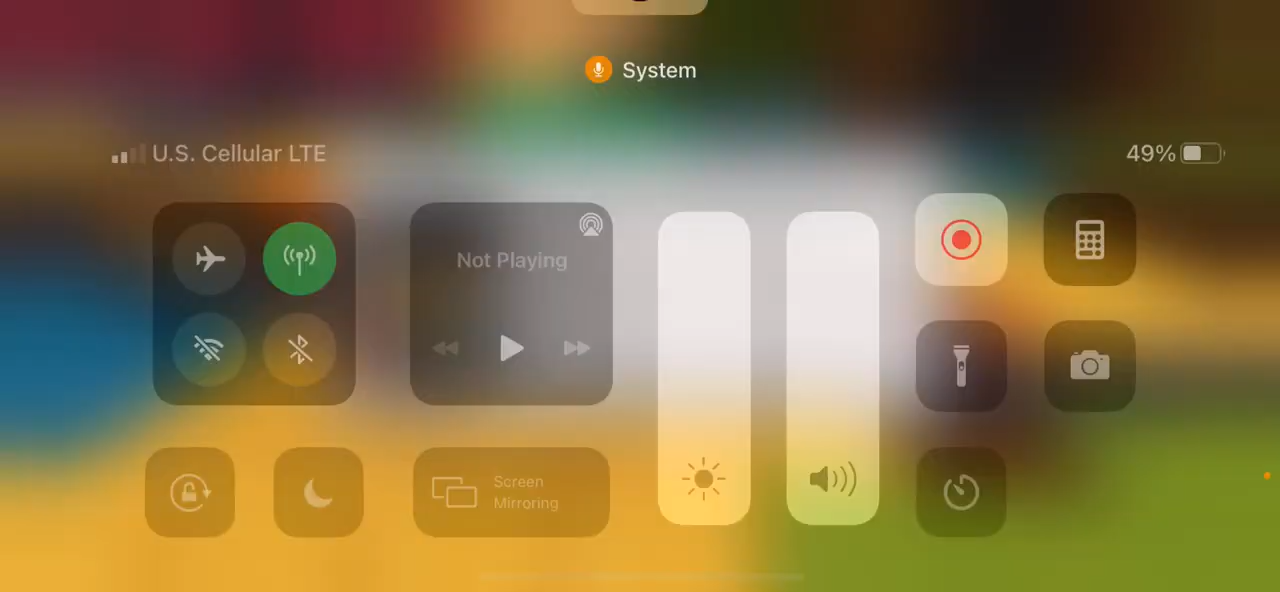 System
U.S. Cellular LTE
49%
Not Playing
Screen
Mirroring